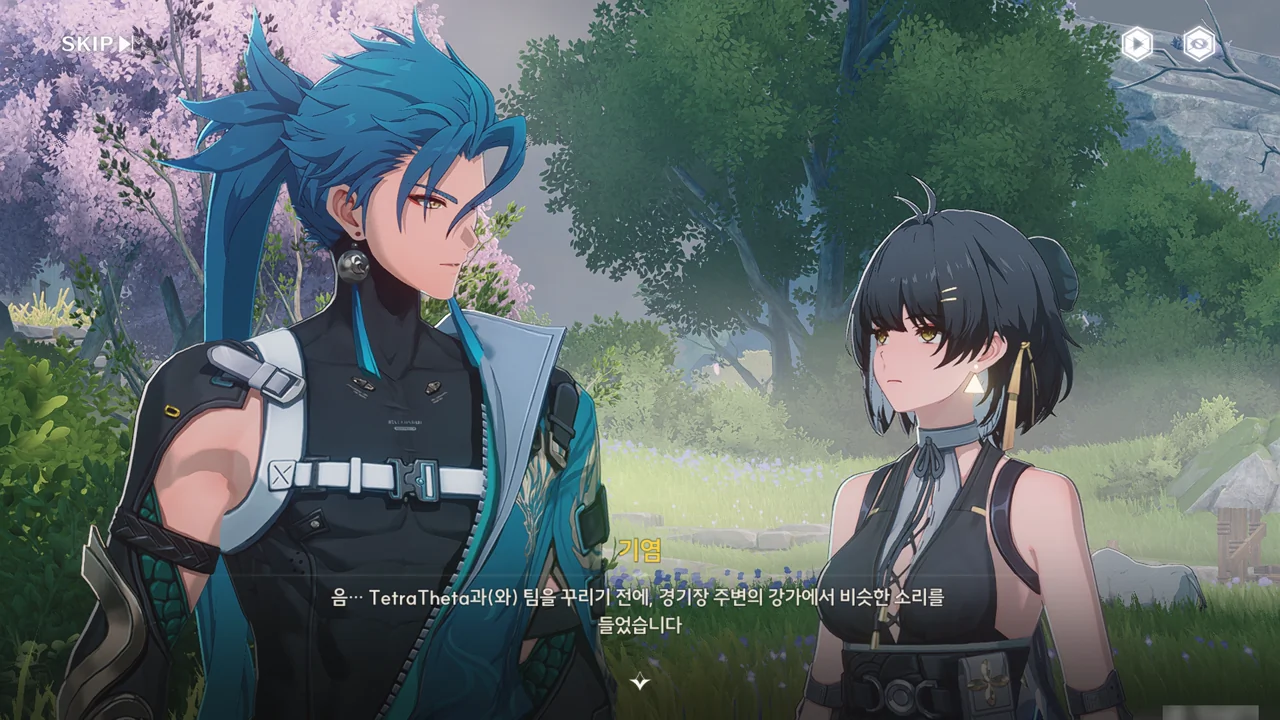 SKIP
기염
음… TetraTheta과(와) 팀을 꾸리기 전에, 경기장 주변의 강가에서 비슷한 소리를
들었습니다